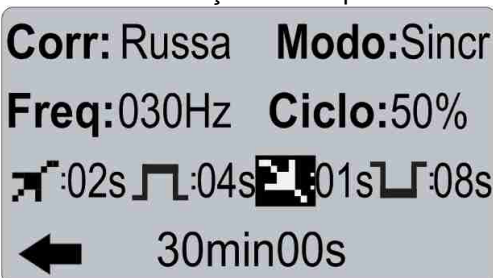 Corr: Russa Modo:Sincr
Freq:030Hz Ciclo:50%
:02s :04s :01s :08s
30min00s